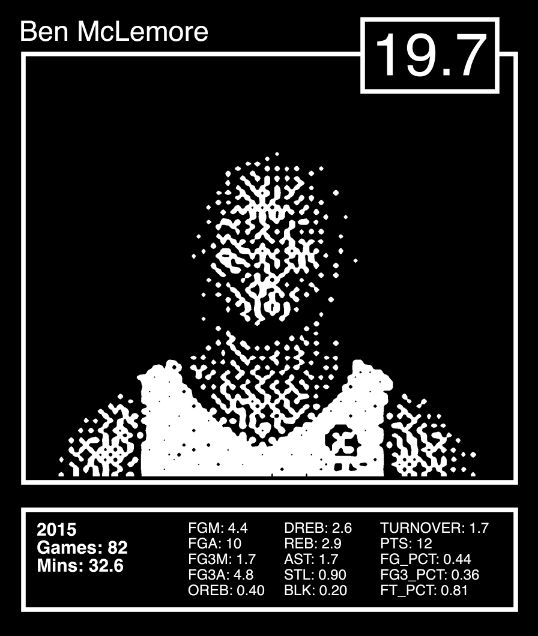 Ben McLemore
19.7
2015
Games: 82
Mins: 32.6
FGM: 4.4
FGA: 10
FG3M: 1.7
FG3A: 4.8
OREB: 0.40
DREB: 2.6
REB: 2.9
AST: 1.7
STL: 0.90
BLK: 0.20
TURNOVER: 1.7
PTS: 12
FG_PCT: 0.44
FG3_PCT: 0.36
FT_PCT: 0.81